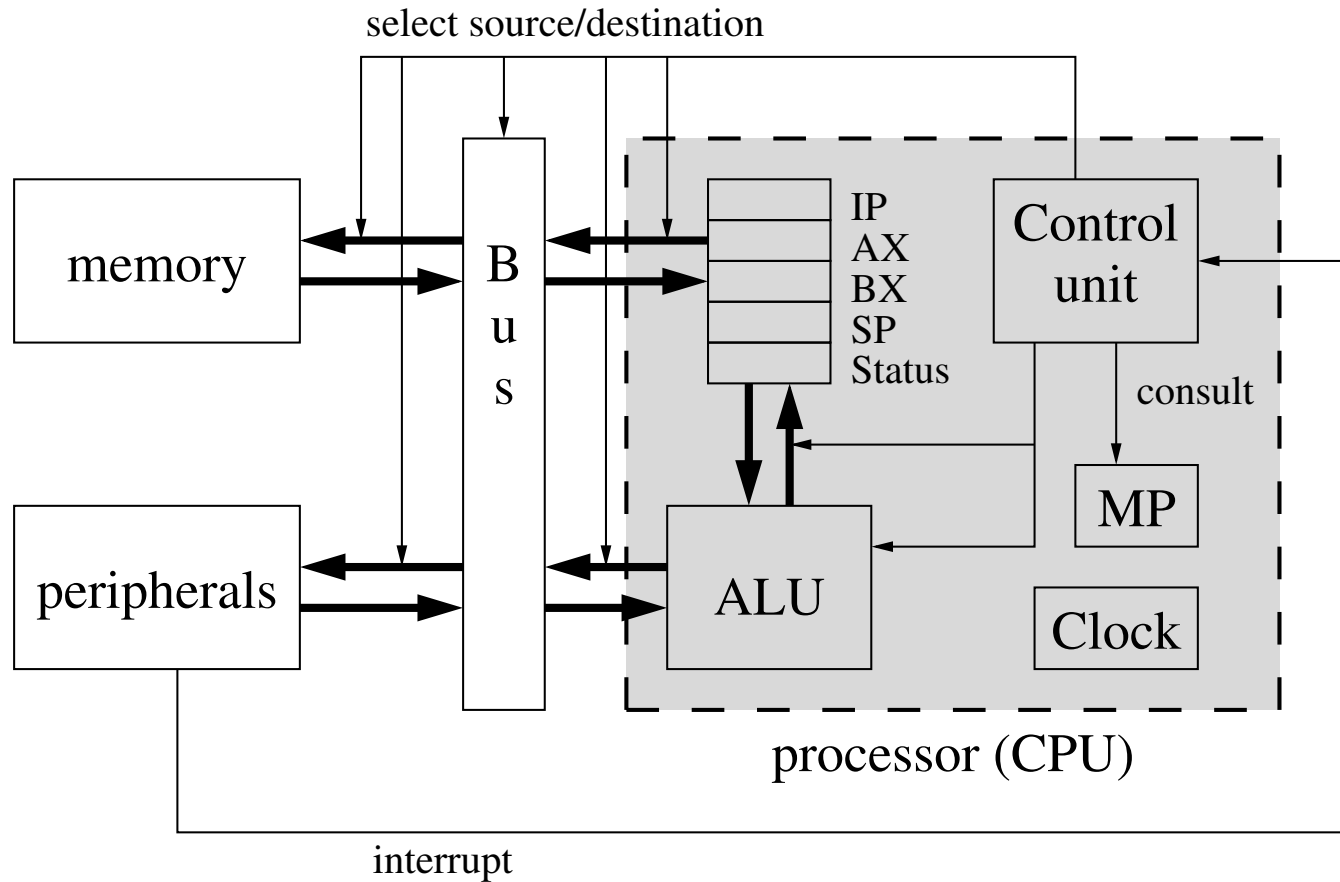 select source/destination
memory
B
u
s
IP
AX
BX
SP
Status
Control
unit
consult
MP
peripherals
ALU
Clock
processor (CPU)
interrupt